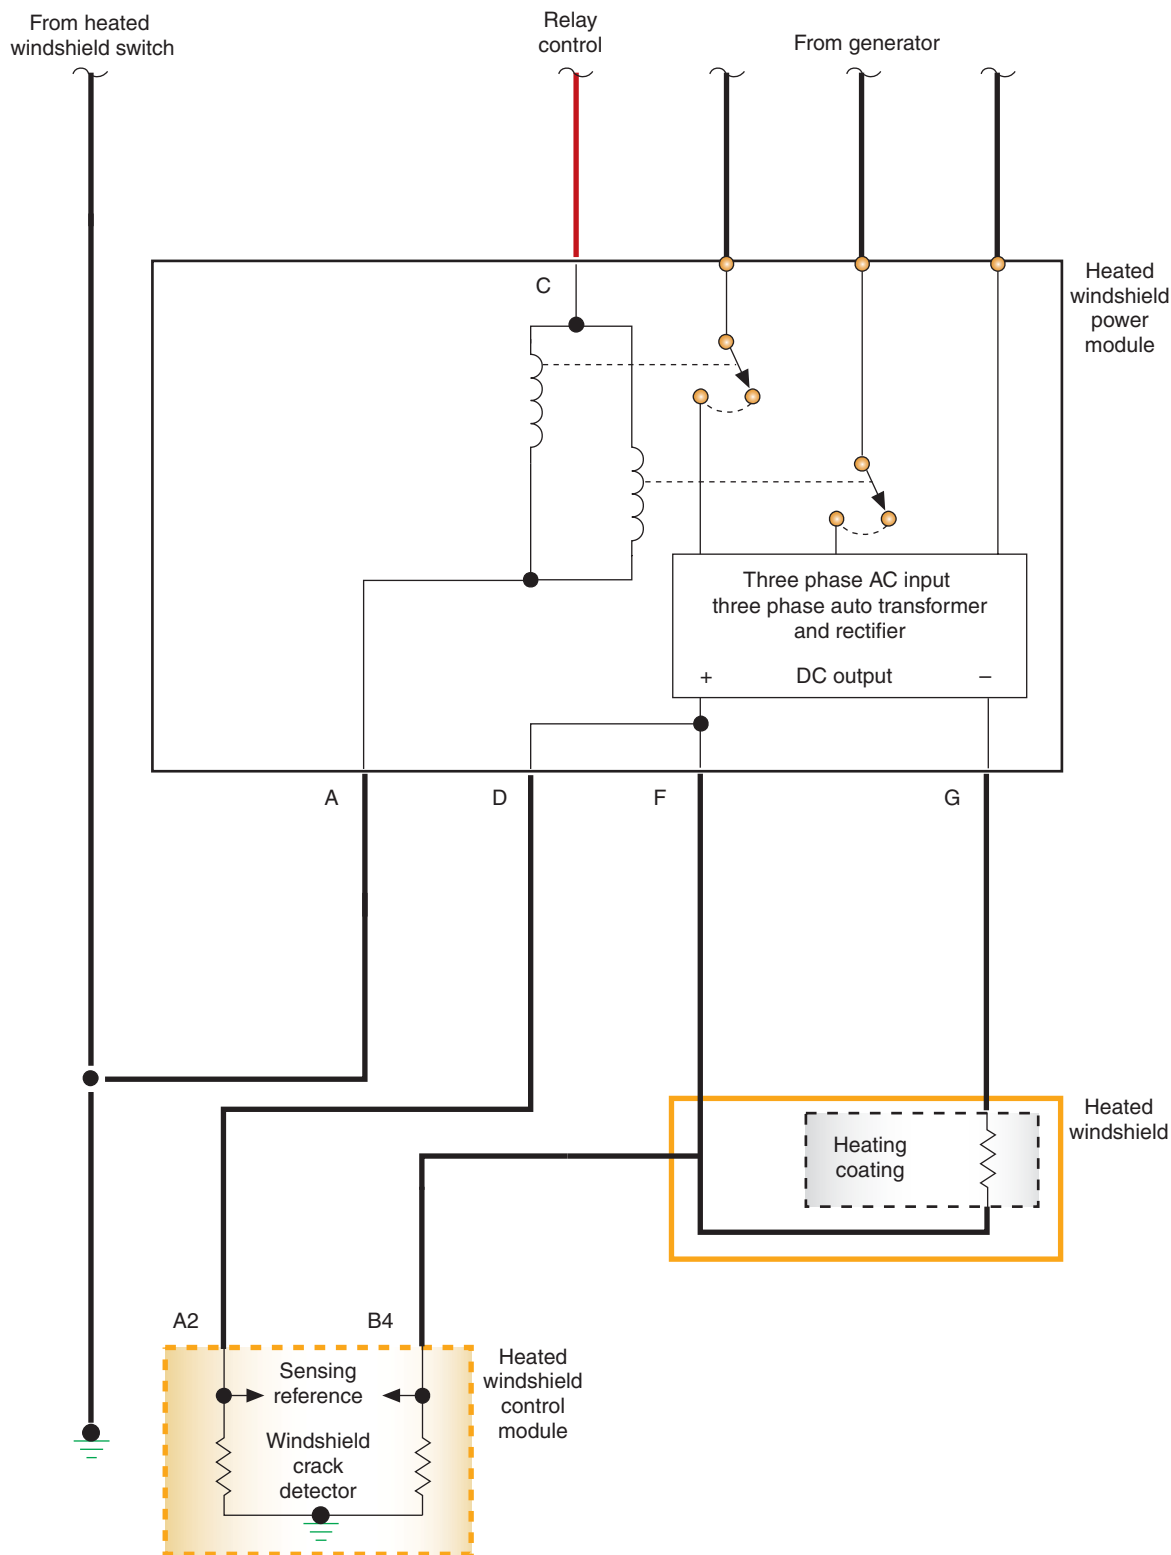 From heated
windshield switch
Relay
control
From generator
C
Heated
windshield
power
module
Three phase AC input
three phase auto transformer
and rectifier
+ DC output –
A D F G
Heated
windshield
Heating
coating
A2 B4
Sensing
reference
Heated
windshield
control
module
Windshield
crack
detector